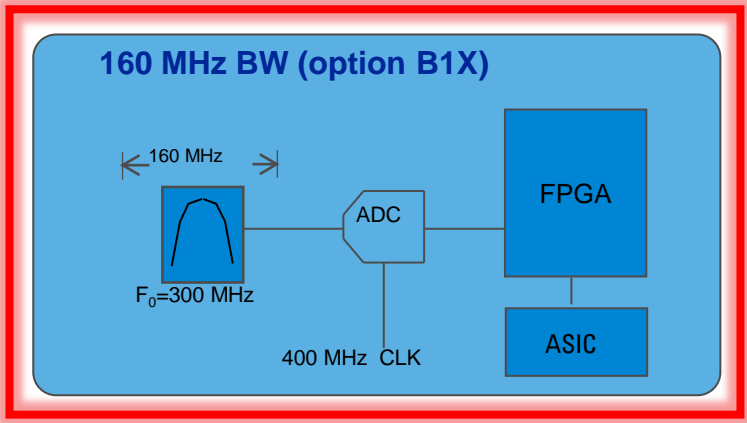 160 MHz BW (option B1X)
160 MHz
FPGA
ADC
F₀=300 MHz
ASIC
400 MHz CLK